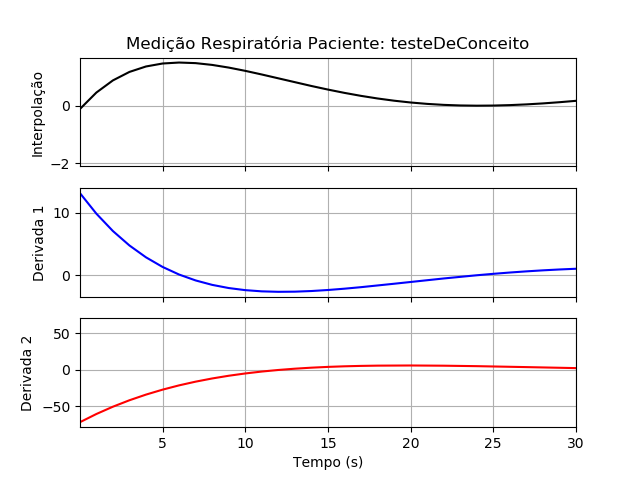 Medição Respiratória Paciente: testeDeConceito
Interpolação
0
−2
Derivada 1
10
0
Derivada 2
50
0
−50
5 10 15 20 25 30
Tempo (s)